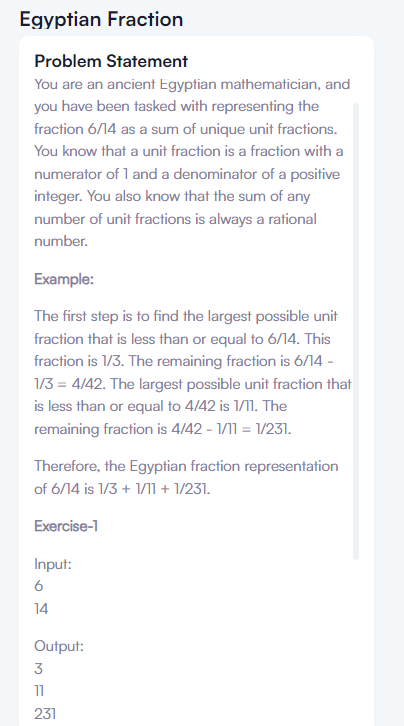 Egyptian Fraction
Problem Statement
You are an ancient Egyptian mathematician, and
you have been tasked with representing the
fraction 6/14 as a sum of unique unit fractions.
You know that a unit fraction is a fraction with a
numerator of 1 and a denominator of a positive
integer. You also know that the sum of any
number of unit fractions is always a rational
number.
Example:
The first step is to find the largest possible unit
fraction that is less than or equal to 6/14. This
fraction is 1/3. The remaining fraction is 6/14 -
1/3 = 4/42. The largest possible unit fraction that
is less than or equal to 4/42 is 1/11. The
remaining fraction is 4/42 - 1/11 = 1/231.
Therefore, the Egyptian fraction representation
of 6/14 is 1/3 + 1/11 + 1/231.
Exercise-1
Input:
6
14
Output:
3
11
231